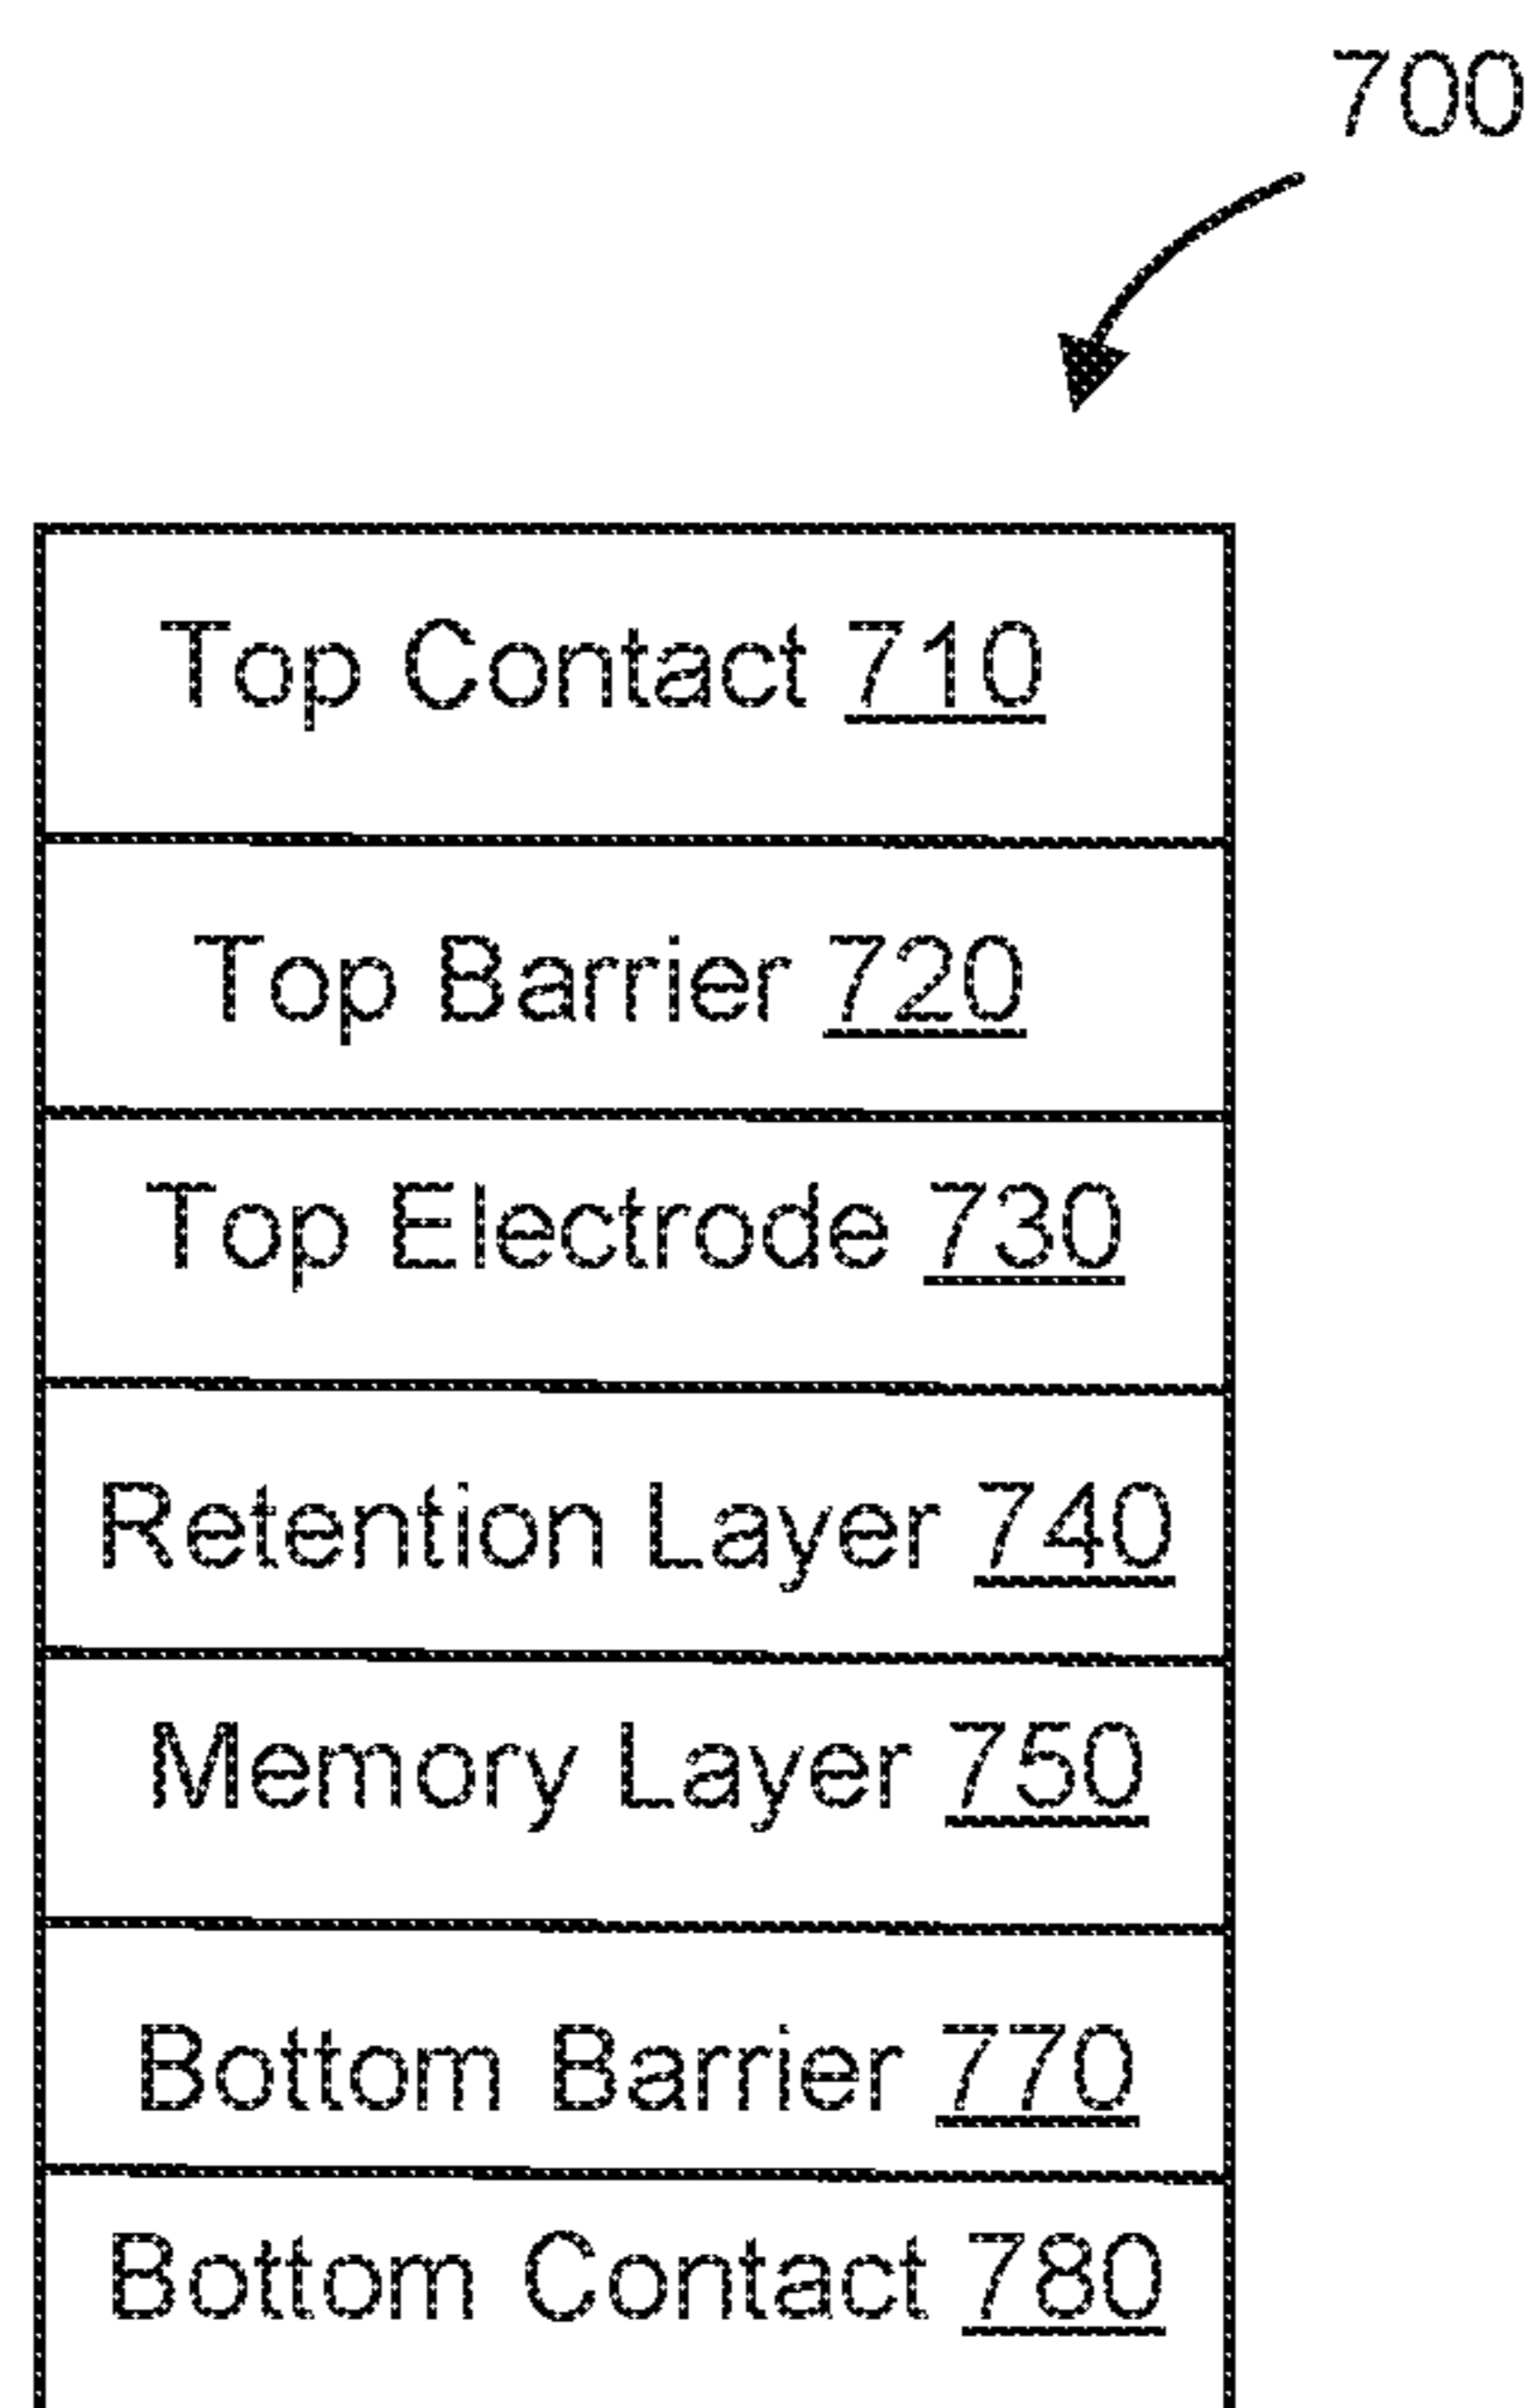 700
Top Contact 710
Top Barrier 720
Top Electrode 730
Retention Layer 740
Memory Layer 750
Bottom Barrier 770
Bottom Contact 780